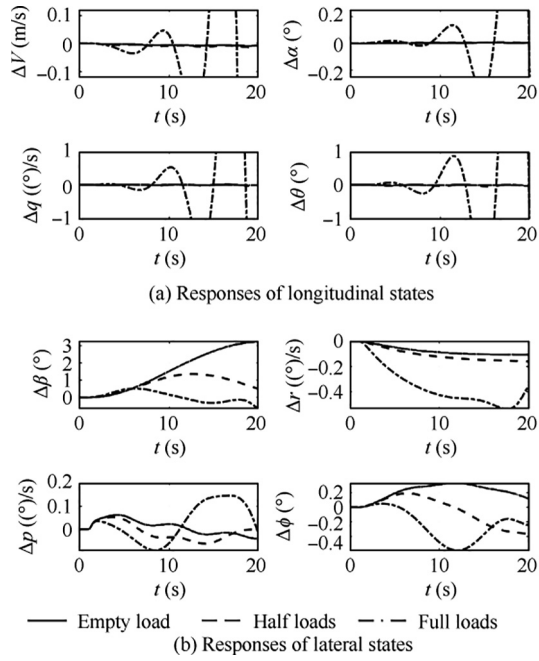 ΔV (m/s)
0.1
0
−0.1
0 10 20
t (s)
Δα (°)
0.2
0
−0.2
0 10 20
t (s)
Δq ((°)/s)
1
0
−1
0 10 20
t (s)
Δθ (°)
1
0
−1
0 10 20
t (s)
(a) Responses of longitudinal states
Δβ (°)
3
2
1
0
0 10 20
t (s)
Δr ((°)/s)
0
−0.2
−0.4
0 10 20
t (s)
Δp ((°)/s)
0.2
0.1
0
0 10 20
t (s)
Δϕ (°)
0.2
0
−0.2
−0.4
0 10 20
t (s)
Empty load Half loads Full loads
(b) Responses of lateral states